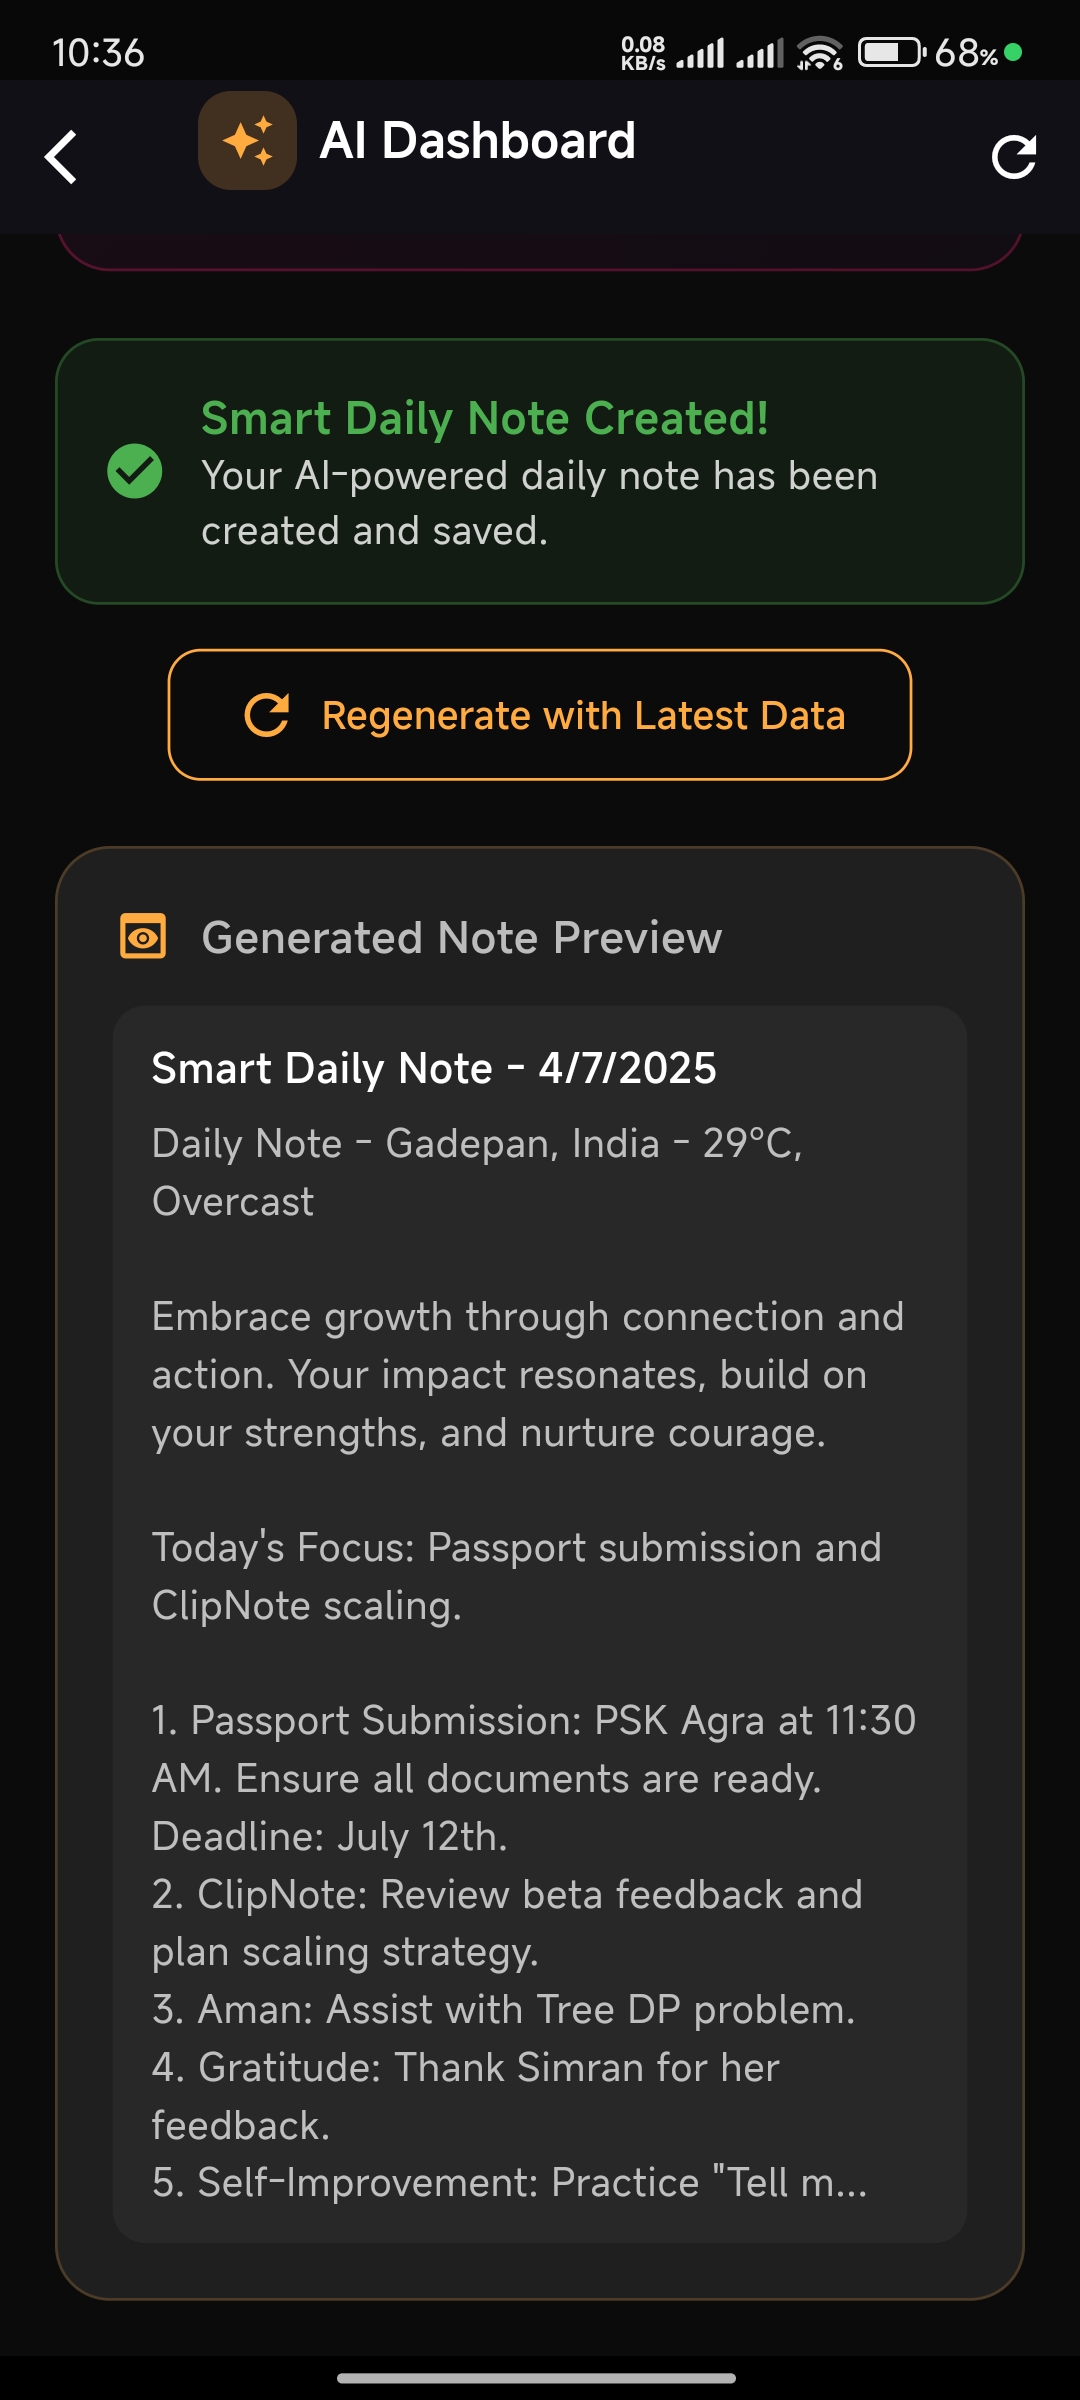 10:36
0.08 KB/s 6 68%
AI Dashboard
Smart Daily Note Created!
Your AI-powered daily note has been
created and saved.
Regenerate with Latest Data
Generated Note Preview
Smart Daily Note - 4/7/2025
Daily Note - Gadepan, India - 29°C,
Overcast
Embrace growth through connection and
action. Your impact resonates, build on
your strengths, and nurture courage.
Today's Focus: Passport submission and
ClipNote scaling.
1. Passport Submission: PSK Agra at 11:30
AM. Ensure all documents are ready.
Deadline: July 12th.
2. ClipNote: Review beta feedback and
plan scaling strategy.
3. Aman: Assist with Tree DP problem.
4. Gratitude: Thank Simran for her
feedback.
5. Self-Improvement: Practice "Tell m...